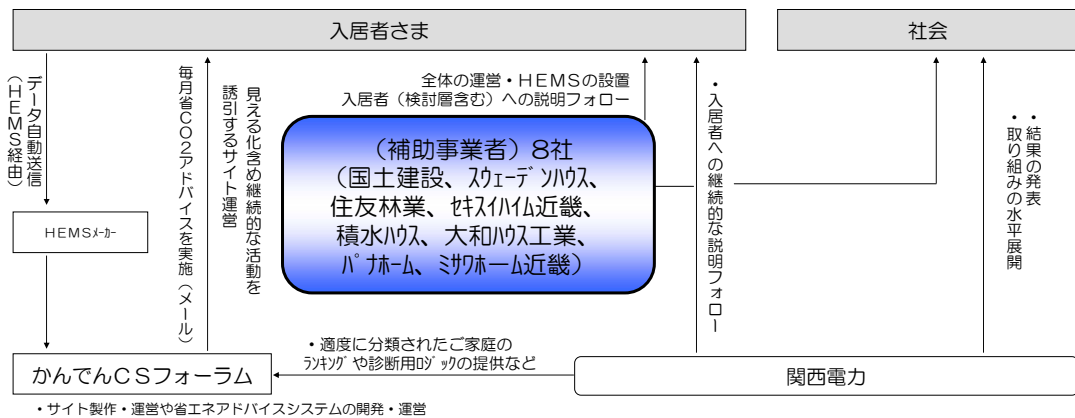 入居者さま
社会
データ自動送信
(HEMS経由)
毎月省CO2アドバイスを実施(メール)
見える化含め継続的な活動を
誘引するサイト運営
全体の運営・HEMSの設置
入居者(検討層含む)への説明フォロー
(補助事業者)8社
(国土建設、スウェーデンハウス、
住友林業、セキスイハイム近畿、
積水ハウス、大和ハウス工業、
パナホーム、ミサワホーム近畿)
・入居者への継続的な説明フォロー
・結果の発表
・取り組みの水平展開
HEMSメーカー
・適度に分類されたご家庭の
ランキングや診断用ロジックの提供など
かんでんCSフォーラム
関西電力
・サイト製作・運営や省エネアドバイスシステムの開発・運営